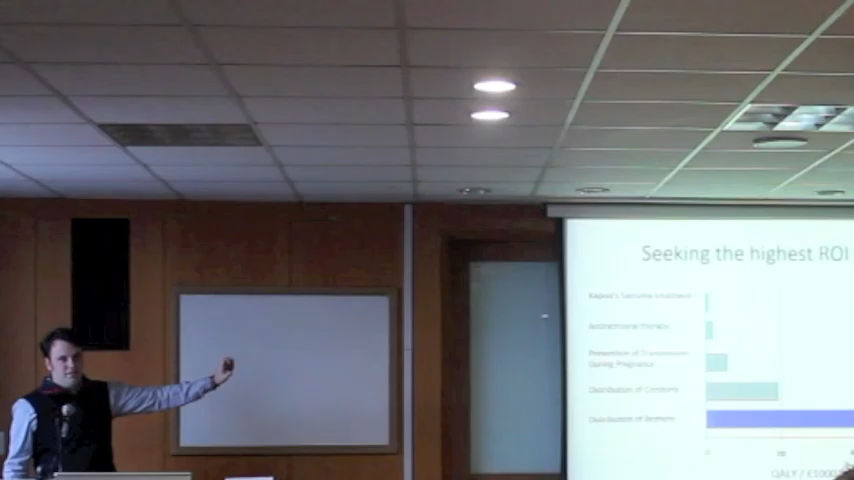 Seeking the highest ROI
Kaposi's Sarcoma treatment
Antiretroviral therapy
Prevention of Transmission
During Pregnancy
Distribution of Condoms
Distribution of
QALY /